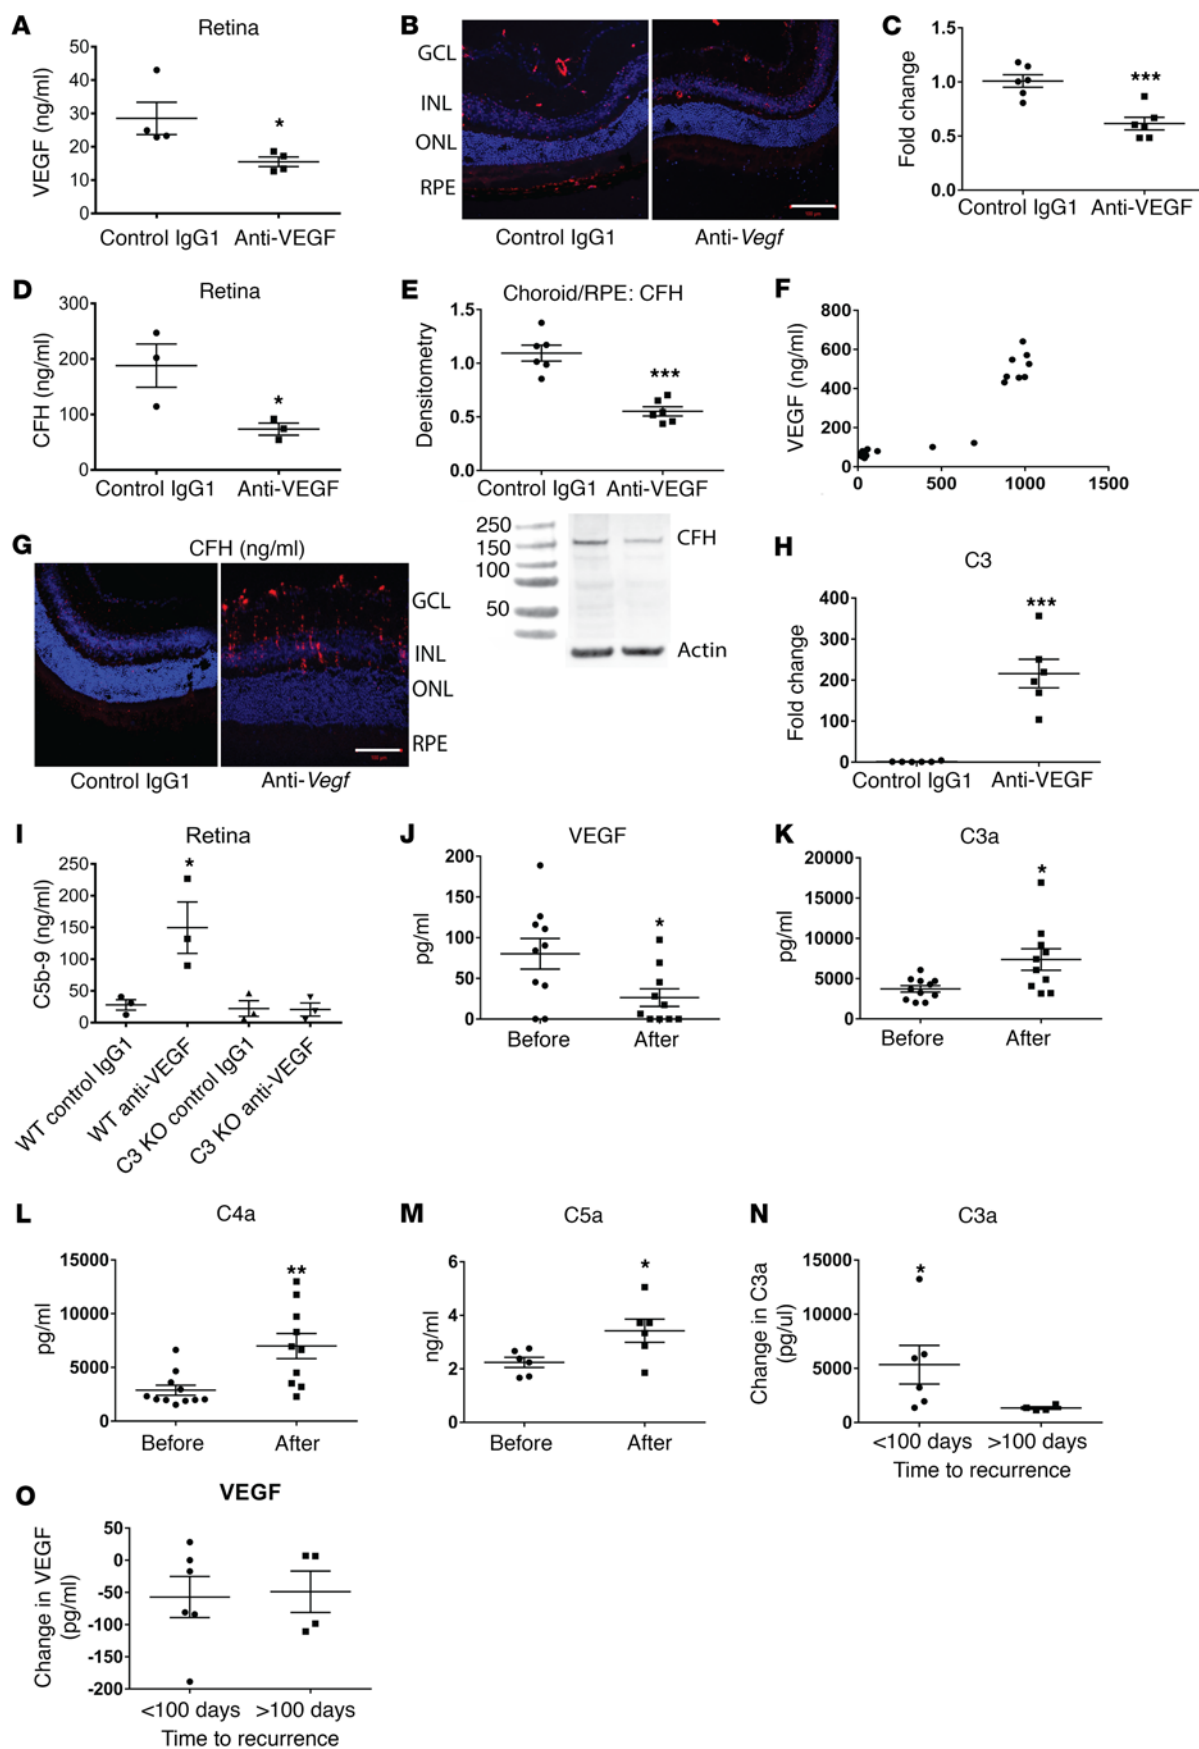 A
Retina
VEGF (ng/ml)
50
40
30
20
10
0
*
Control IgG1
Anti-VEGF
B
GCL
INL
ONL
RPE
Control IgG1
Anti-Vegf
C
Fold change
1.5
1.0
0.5
0.0
***
Control IgG1
Anti-VEGF
D
Retina
CFH (ng/ml)
300
200
100
0
*
Control IgG1
Anti-VEGF
E
Choroid/RPE: CFH
Densitometry
1.5
1.0
0.5
0.0
***
Control IgG1
Anti-VEGF
250
150
100
50
CFH
Actin
F
VEGF (ng/ml)
800
600
400
200
0
0
500
1000
1500
G
CFH (ng/ml)
GCL
INL
ONL
RPE
Control IgG1
Anti-Vegf
H
C3
Fold change
400
300
200
100
0
***
Control IgG1
Anti-VEGF
I
Retina
C5b-9 (ng/ml)
250
200
150
100
50
0
*
WT control IgG1
WT anti-VEGF
C3 KO control IgG1
C3 KO anti-VEGF
J
VEGF
pg/ml
200
150
100
50
0
*
Before
After
K
C3a
pg/ml
20000
15000
10000
5000
0
*
Before
After
L
C4a
pg/ml
15000
10000
5000
0
**
Before
After
M
C5a
ng/ml
6
4
2
0
*
Before
After
N
C3a
Change in C3a
(pg/ul)
15000
10000
5000
0
*
<100 days
>100 days
Time to recurrence
O
VEGF
Change in VEGF
(pg/ml)
50
0
-50
-100
-150
-200
<100 days
>100 days
Time to recurrence